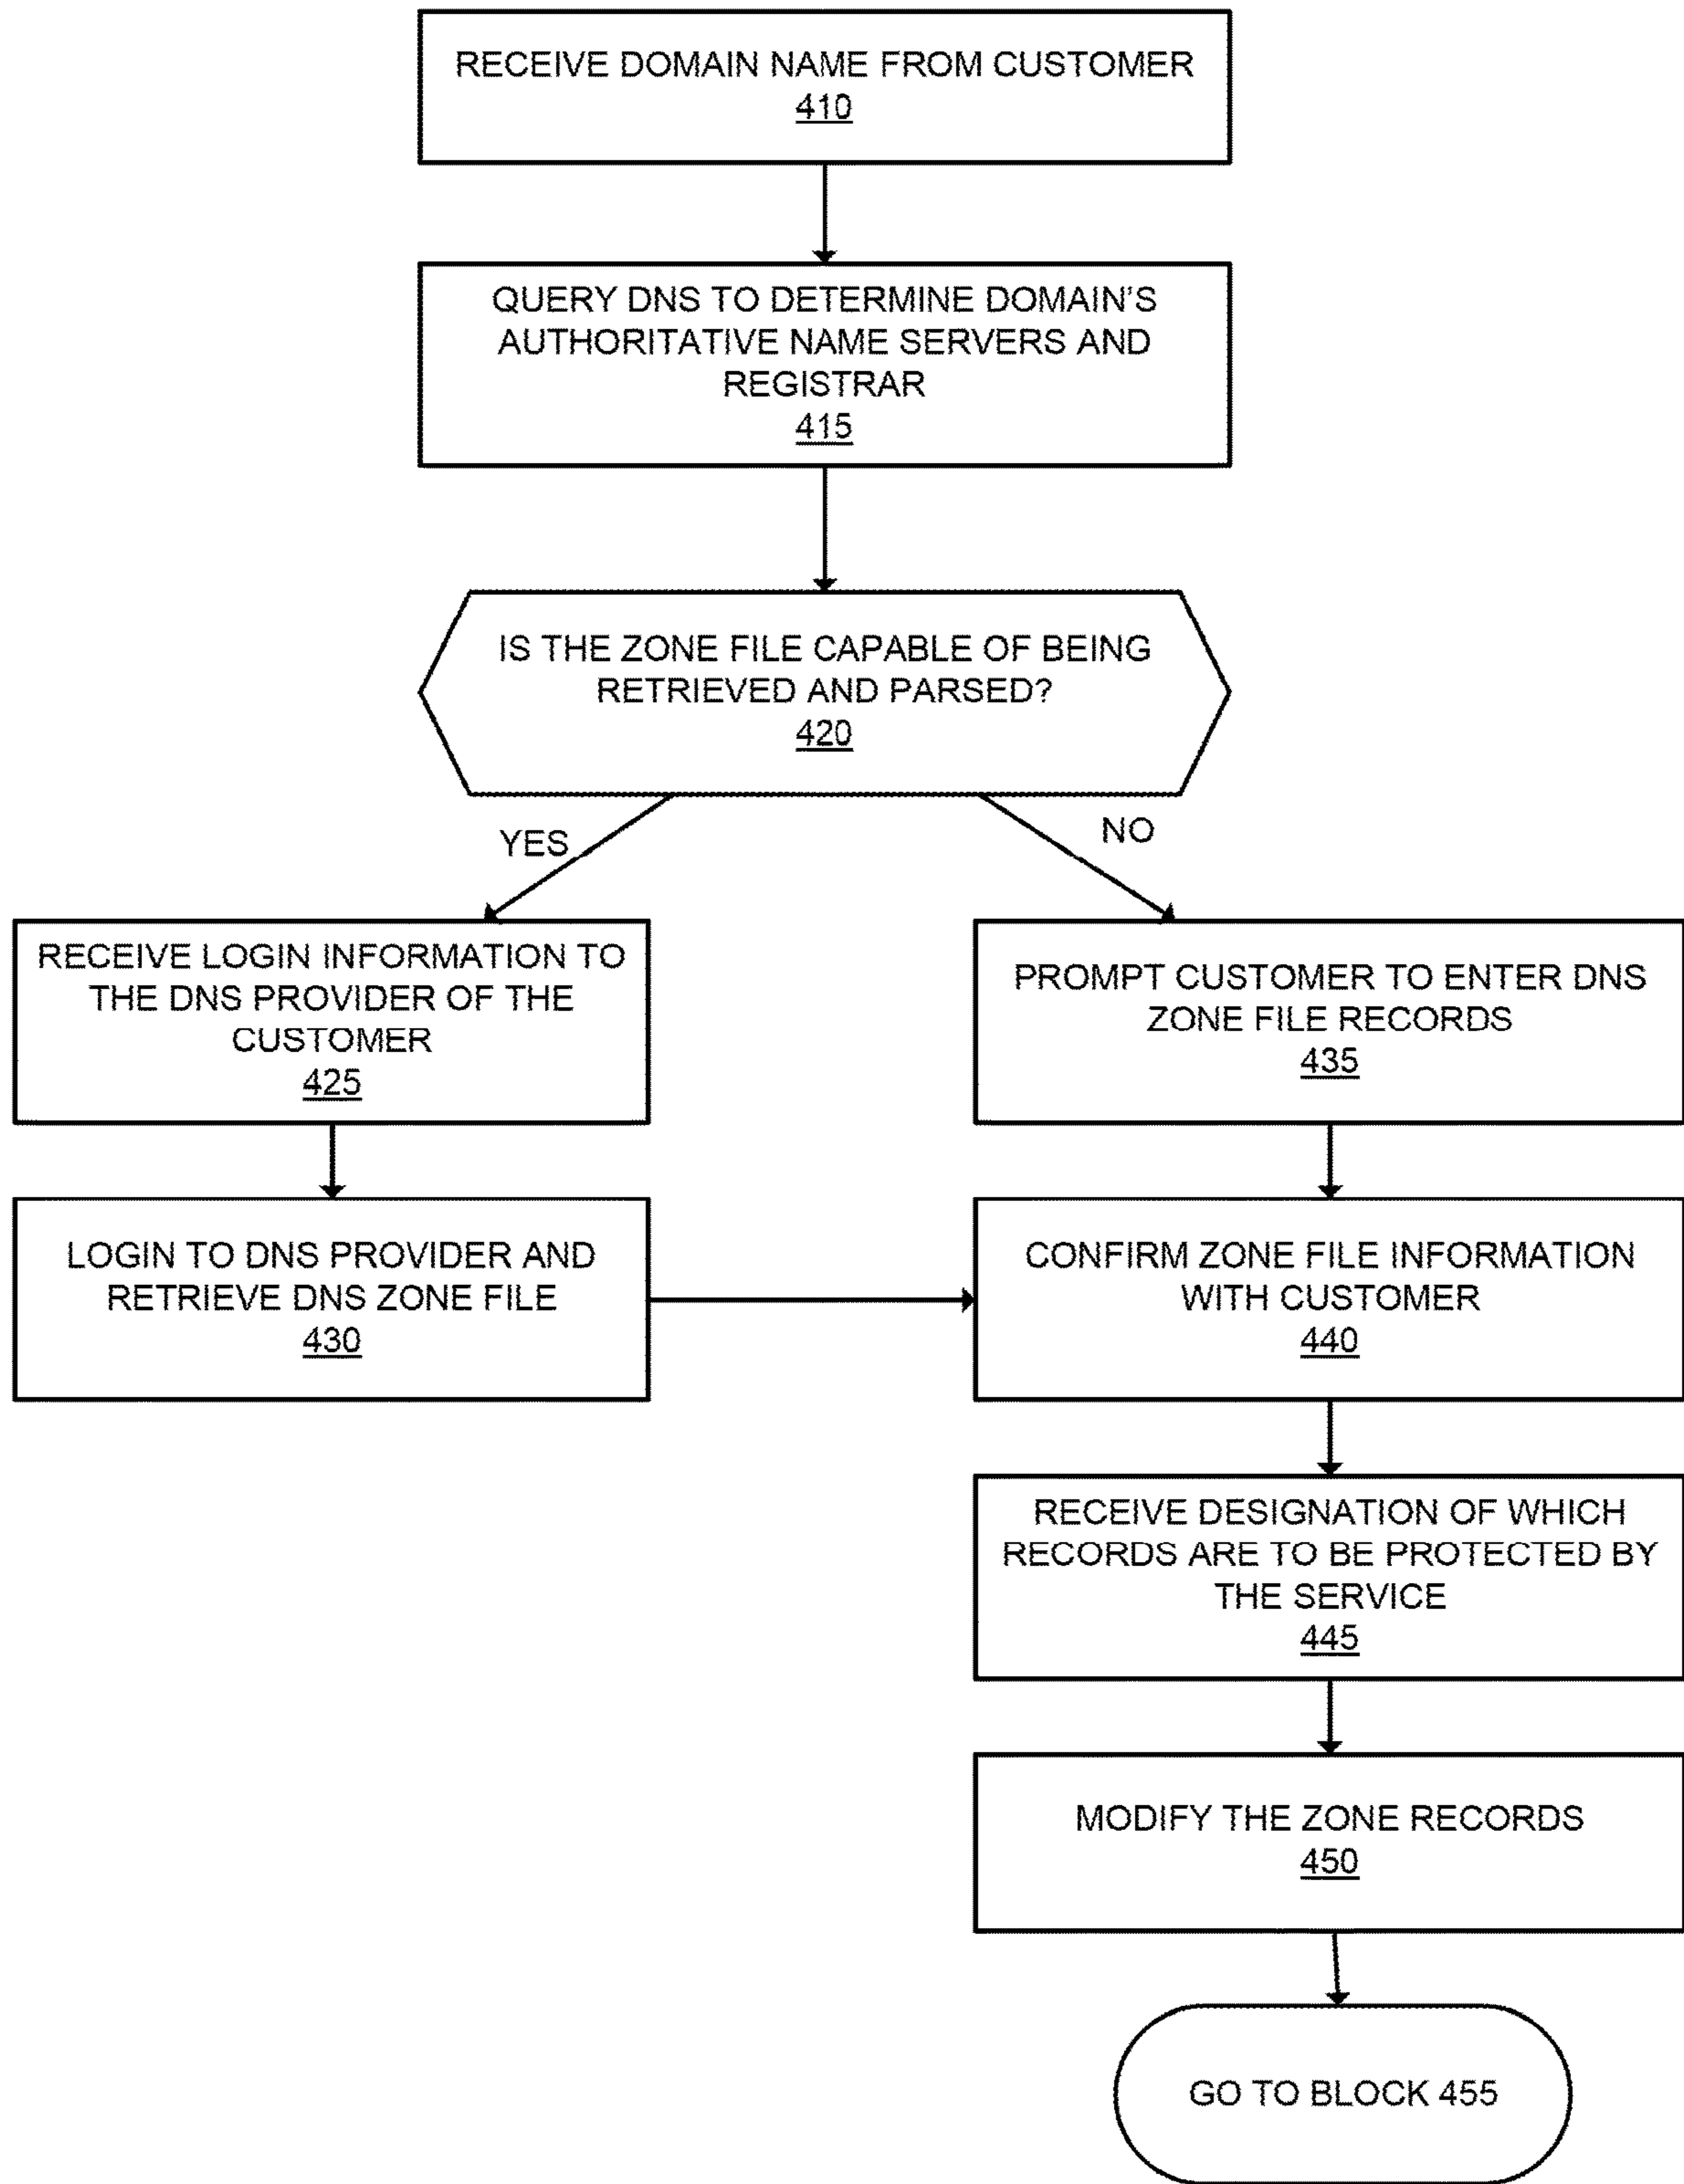 RECEIVE DOMAIN NAME FROM CUSTOMER
410
QUERY DNS TO DETERMINE DOMAIN'S
AUTHORITATIVE NAME SERVERS AND
REGISTRAR
415
IS THE ZONE FILE CAPABLE OF BEING
RETRIEVED AND PARSED?
420
YES
NO
RECEIVE LOGIN INFORMATION TO
THE DNS PROVIDER OF THE
CUSTOMER
425
PROMPT CUSTOMER TO ENTER DNS
ZONE FILE RECORDS
435
LOGIN TO DNS PROVIDER AND
RETRIEVE DNS ZONE FILE
430
CONFIRM ZONE FILE INFORMATION
WITH CUSTOMER
440
RECEIVE DESIGNATION OF WHICH
RECORDS ARE TO BE PROTECTED BY
THE SERVICE
445
MODIFY THE ZONE RECORDS
450
GO TO BLOCK 455